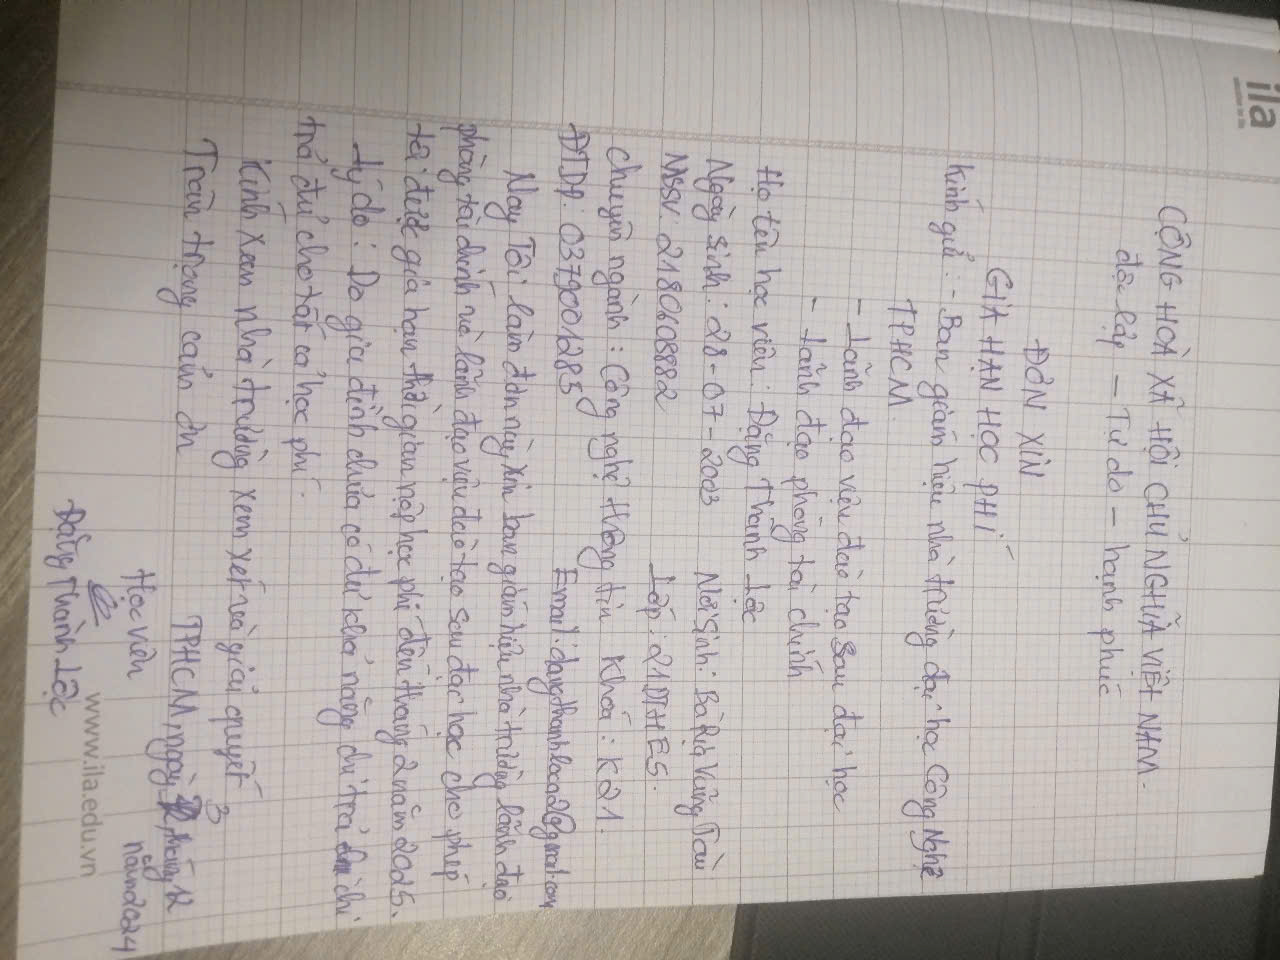 ila
CỘNG HOÀ XÃ HỘI CHỦ NGHĨA VIỆT NAM.
độc lập - Tự do - hạnh phúc
ĐƠN XIN
GIA HẠN HỌC PHÍ
Kính gửi : - Ban giám hiệu nhà trường đại học Công Nghệ
TPHCM
- Lãnh đạo viện đào tạo sau đại học
- Lãnh đạo phòng tài chính
Họ tên học viên : Đặng Thành Lộc
Ngày sinh : 28-07-2003 Nơi sinh : Bà Rịa Vũng Tàu
MSSV: 2180608882 Lớp : 21DTHE5.
chuyên ngành : Công nghệ thông tin Khóa : K21.
ĐTDĐ : 0379001285 Email : dangthanhloca2@gmail.com
Nay Tôi làm đơn này xin ban giám hiệu nhà trường lãnh đạo
phòng tài chính và lãnh đạo viện đào tạo sau đại học cho phép
tôi được gia hạn thời gian nộp học phí đến tháng 2 năm 2025.
Lý do : Do gia đình chưa có đủ khả năng chi trả chi
trả đủ cho tất cả học phí.
Kính Xem nhà trường xem xét và giải quyết
Trân trọng cảm ơn
TPHCM, ngày 3 tháng 12 năm 2024
Học viên
Đặng Thành Lộc
www.ila.edu.vn